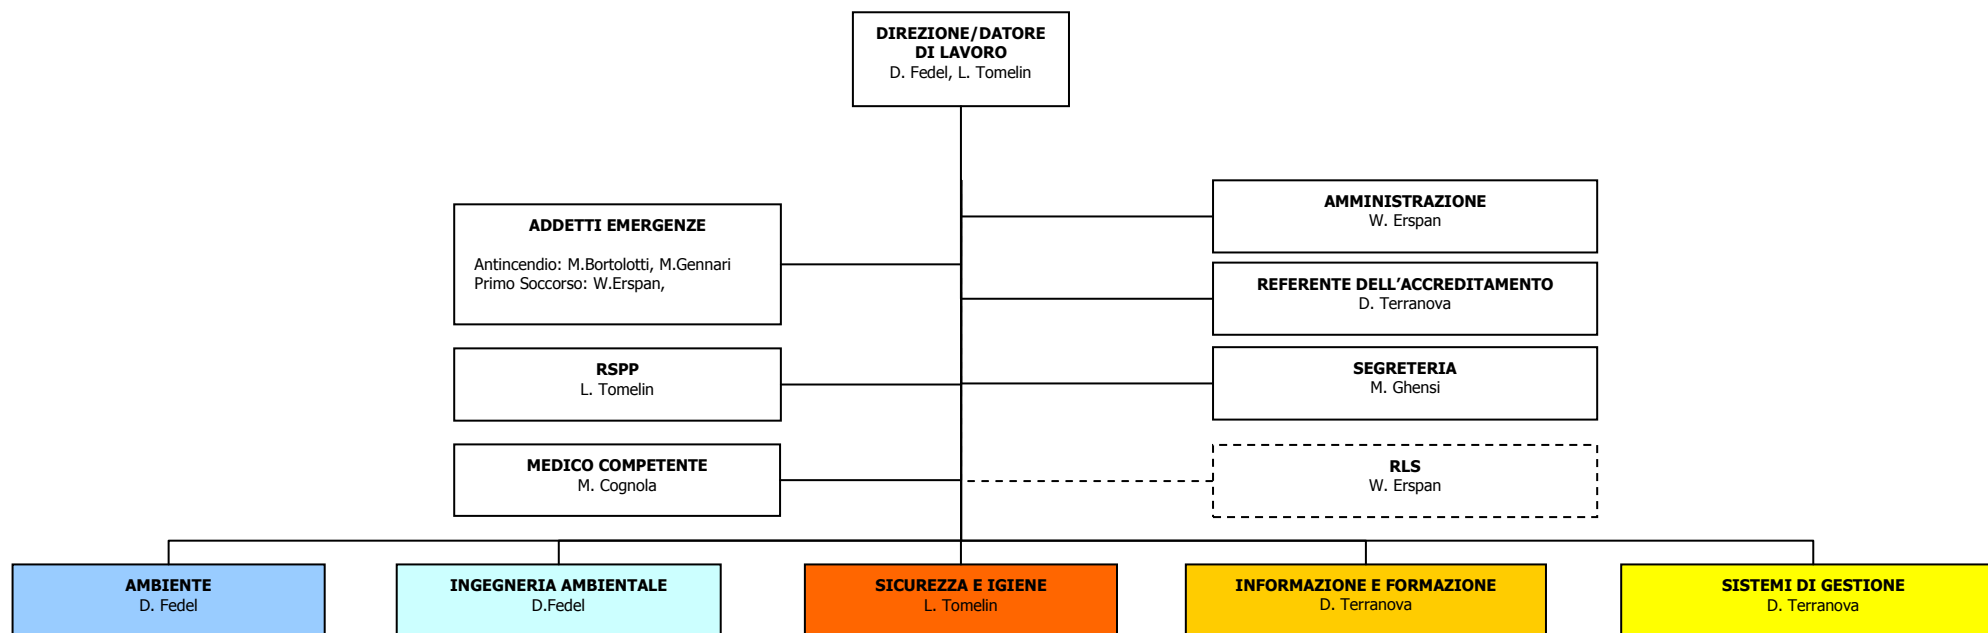 DIREZIONE/DATORE
DI LAVORO
D. Fedel, L. Tomelin
ADDETTI EMERGENZE
Antincendio: M.Bortolotti, M.Gennari
Primo Soccorso: W.Erspan,
AMMINISTRAZIONE
W. Erspan
REFERENTE DELL’ACCREDITAMENTO
D. Terranova
RSPP
L. Tomelin
SEGRETERIA
M. Ghensi
MEDICO COMPETENTE
M. Cognola
RLS
W. Erspan
AMBIENTE
D. Fedel
INGEGNERIA AMBIENTALE
D.Fedel
SICUREZZA E IGIENE
L. Tomelin
INFORMAZIONE E FORMAZIONE
D. Terranova
SISTEMI DI GESTIONE
D. Terranova